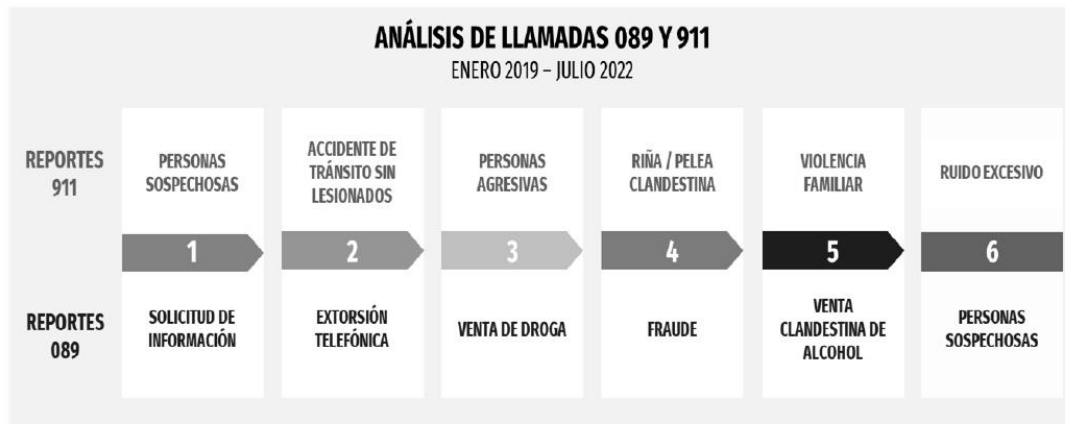 ANÁLISIS DE LLAMADAS 089 Y 911
ENERO 2019 – JULIO 2022
REPORTES
911
PERSONAS
SOSPECHOSAS
ACCIDENTE DE
TRÁNSITO SIN
LESIONADOS
PERSONAS
AGRESIVAS
RIÑA / PELEA
CLANDESTINA
VIOLENCIA
FAMILIAR
RUIDO EXCESIVO
1
2
3
4
5
6
REPORTES
089
SOLICITUD DE
INFORMACIÓN
EXTORSIÓN
TELEFÓNICA
VENTA DE DROGA
FRAUDE
VENTA
CLANDESTINA DE
ALCOHOL
PERSONAS
SOSPECHOSAS